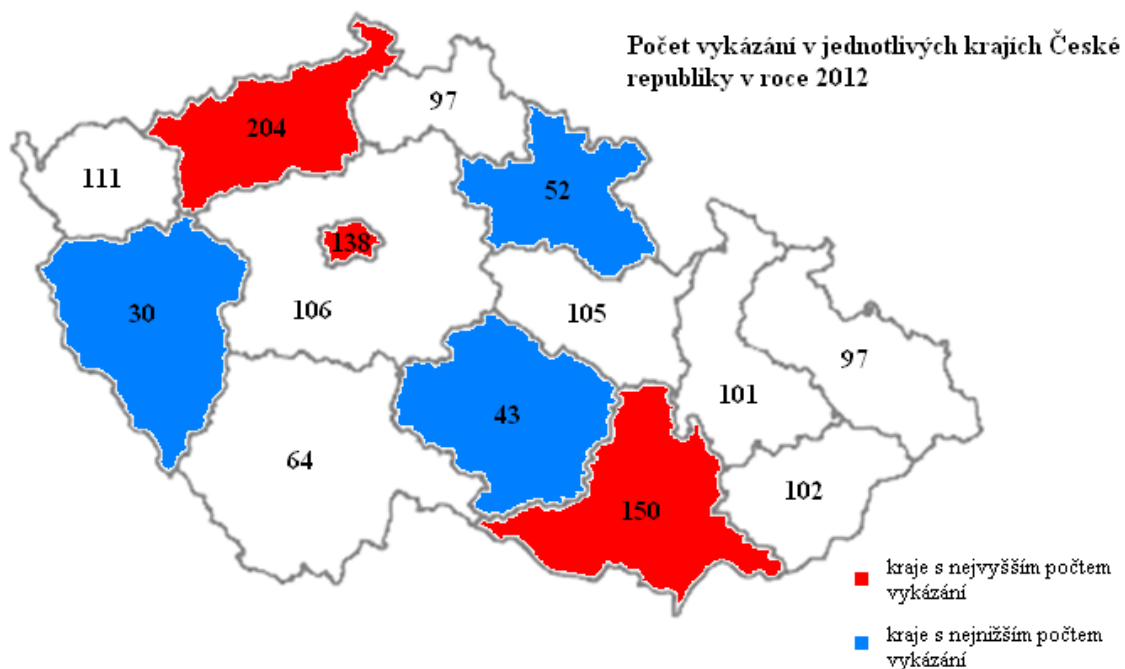 Počet vykázání v jednotlivých krajích České
republiky v roce 2012
97
204
111
52
138
30
106
105
97
101
43
64
102
150
kraje s nejvyšším počtem
vykázání
kraje s nejnižším počtem
vykázání